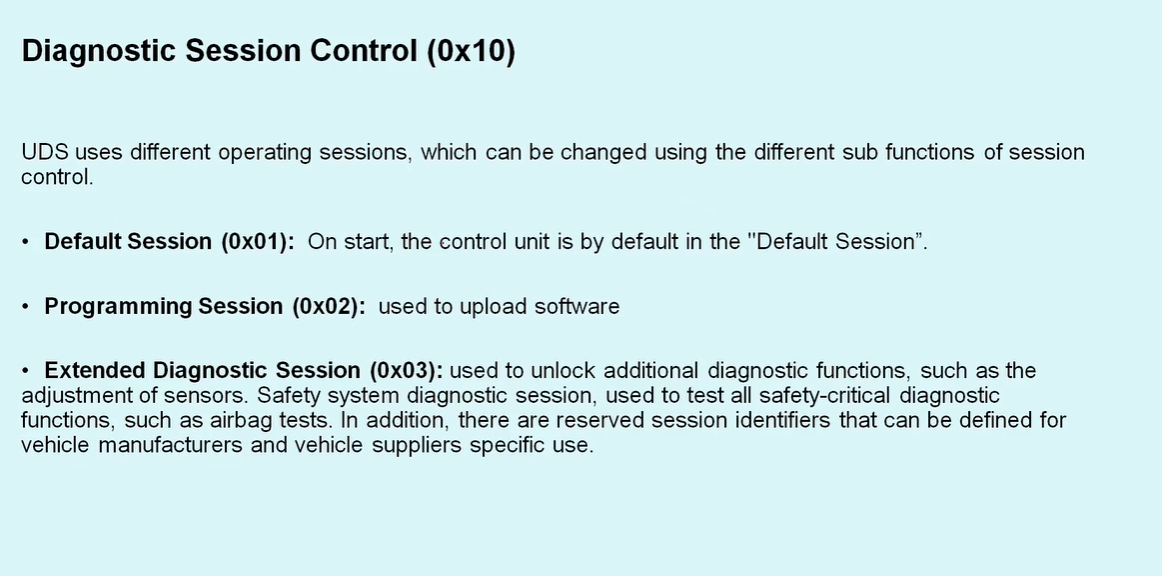 Diagnostic Session Control (0x10)
UDS uses different operating sessions, which can be changed using the different sub functions of session
control.
• Default Session (0x01): On start, the control unit is by default in the "Default Session”.
• Programming Session (0x02): used to upload software
• Extended Diagnostic Session (0x03): used to unlock additional diagnostic functions, such as the
adjustment of sensors. Safety system diagnostic session, used to test all safety-critical diagnostic
functions, such as airbag tests. In addition, there are reserved session identifiers that can be defined for
vehicle manufacturers and vehicle suppliers specific use.